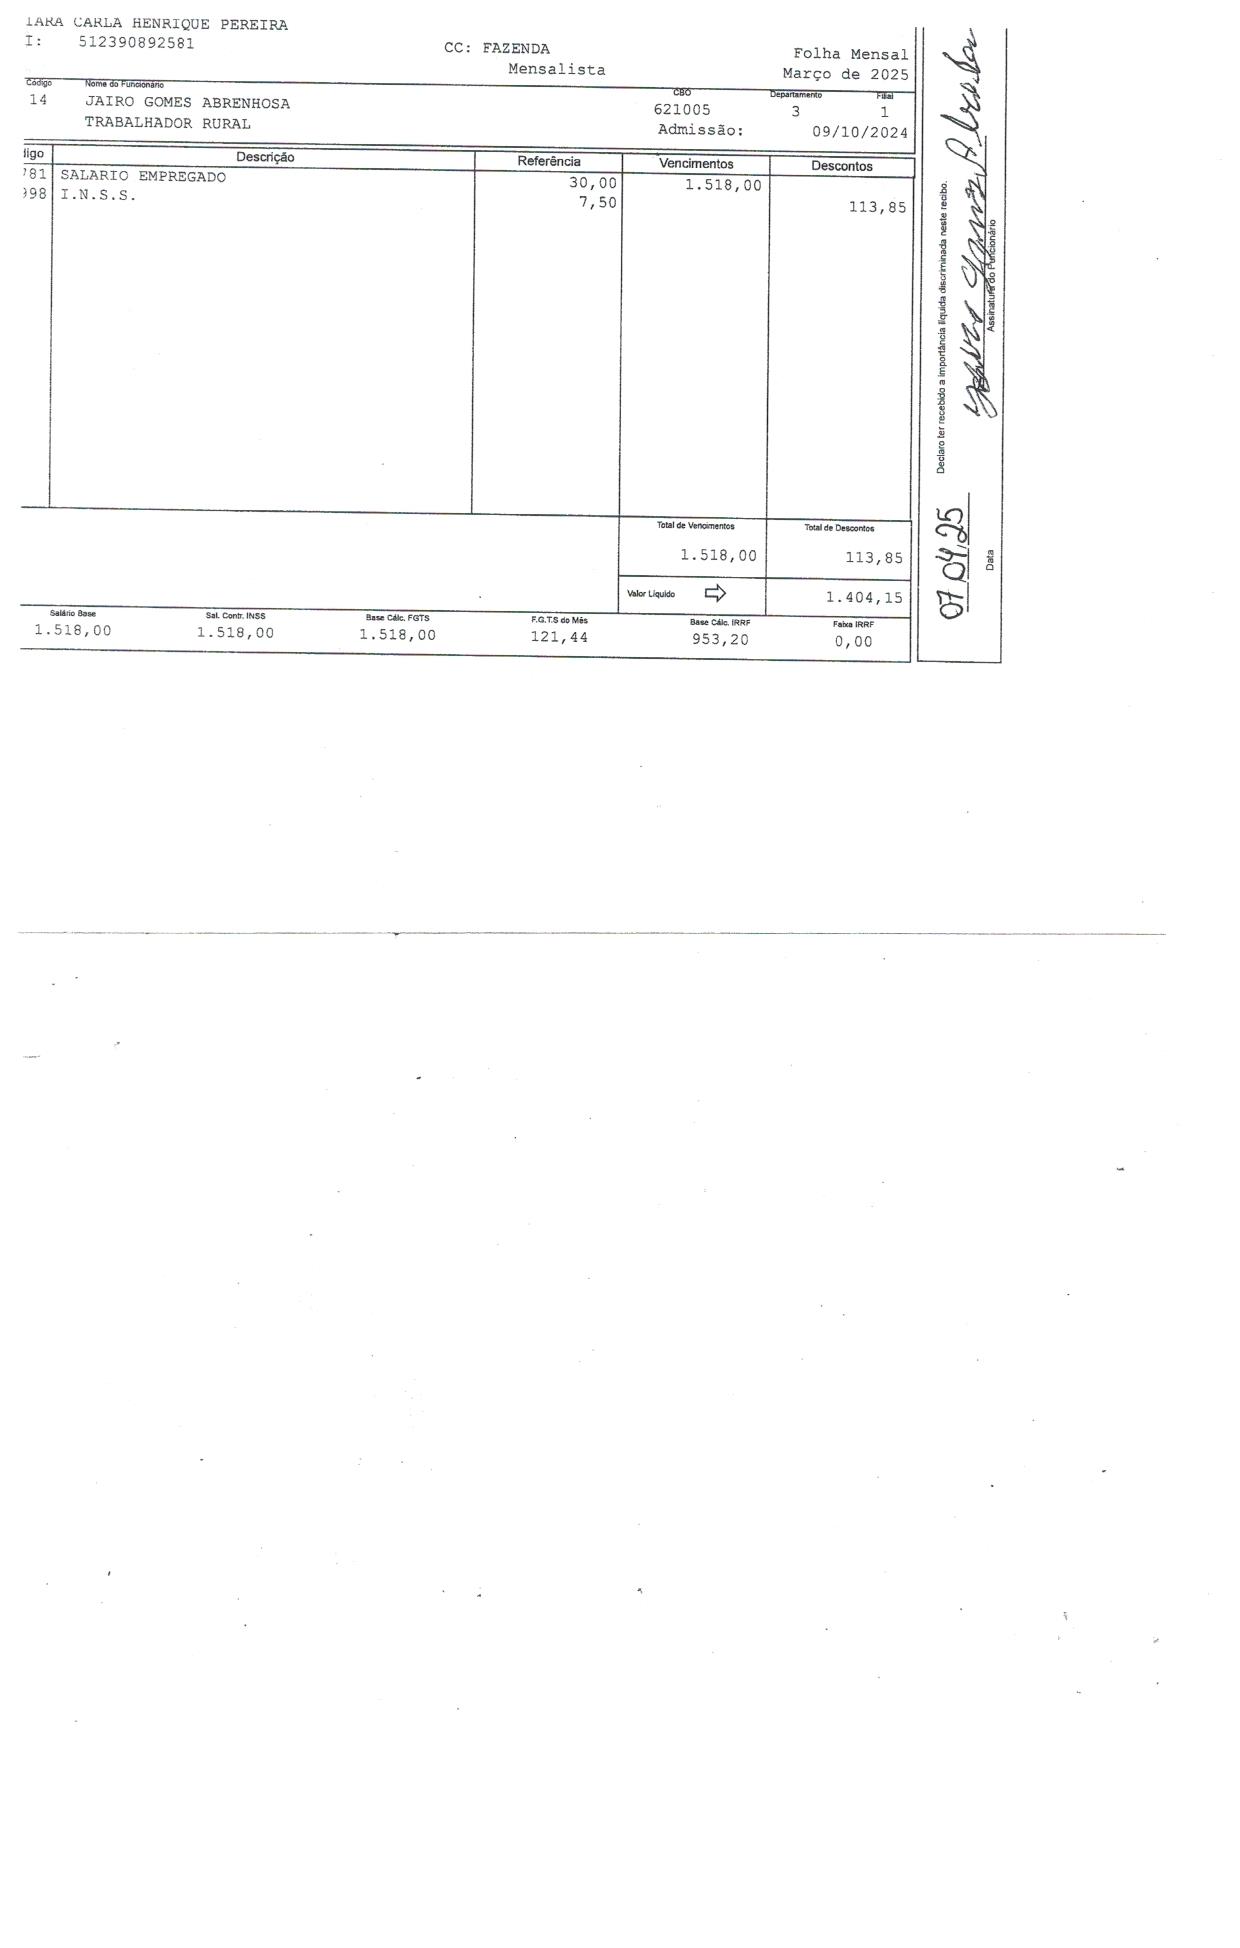 IARA CARLA HENRIQUE PEREIRA
I: 512390892581
CC: FAZENDA
Folha Mensal
Mensalista
Março de 2025
Código Nome do Funcionário CBO Departamento Filial
14 JAIRO GOMES ABRENHOSA 621005 3 1
TRABALHADOR RURAL Admissão: 09/10/2024
digo Descrição Referência Vencimentos Descontos
781 SALARIO EMPREGADO 30,00 1.518,00
998 I.N.S.S. 7,50 113,85
Total de Vencimentos Total de Descontos
1.518,00 113,85
Valor Líquido 1.404,15
Salário Base Sal. Contr. INSS Base Cálc. FGTS F.G.T.S do Mês Base Cálc. IRRF Faixa IRRF
1.518,00 1.518,00 1.518,00 121,44 953,20 0,00
Declaro ter recebido a importância líquida discriminada neste recibo.
07/04/25 Jairo Gomes Abrenhosa
Data Assinatura do Funcionário